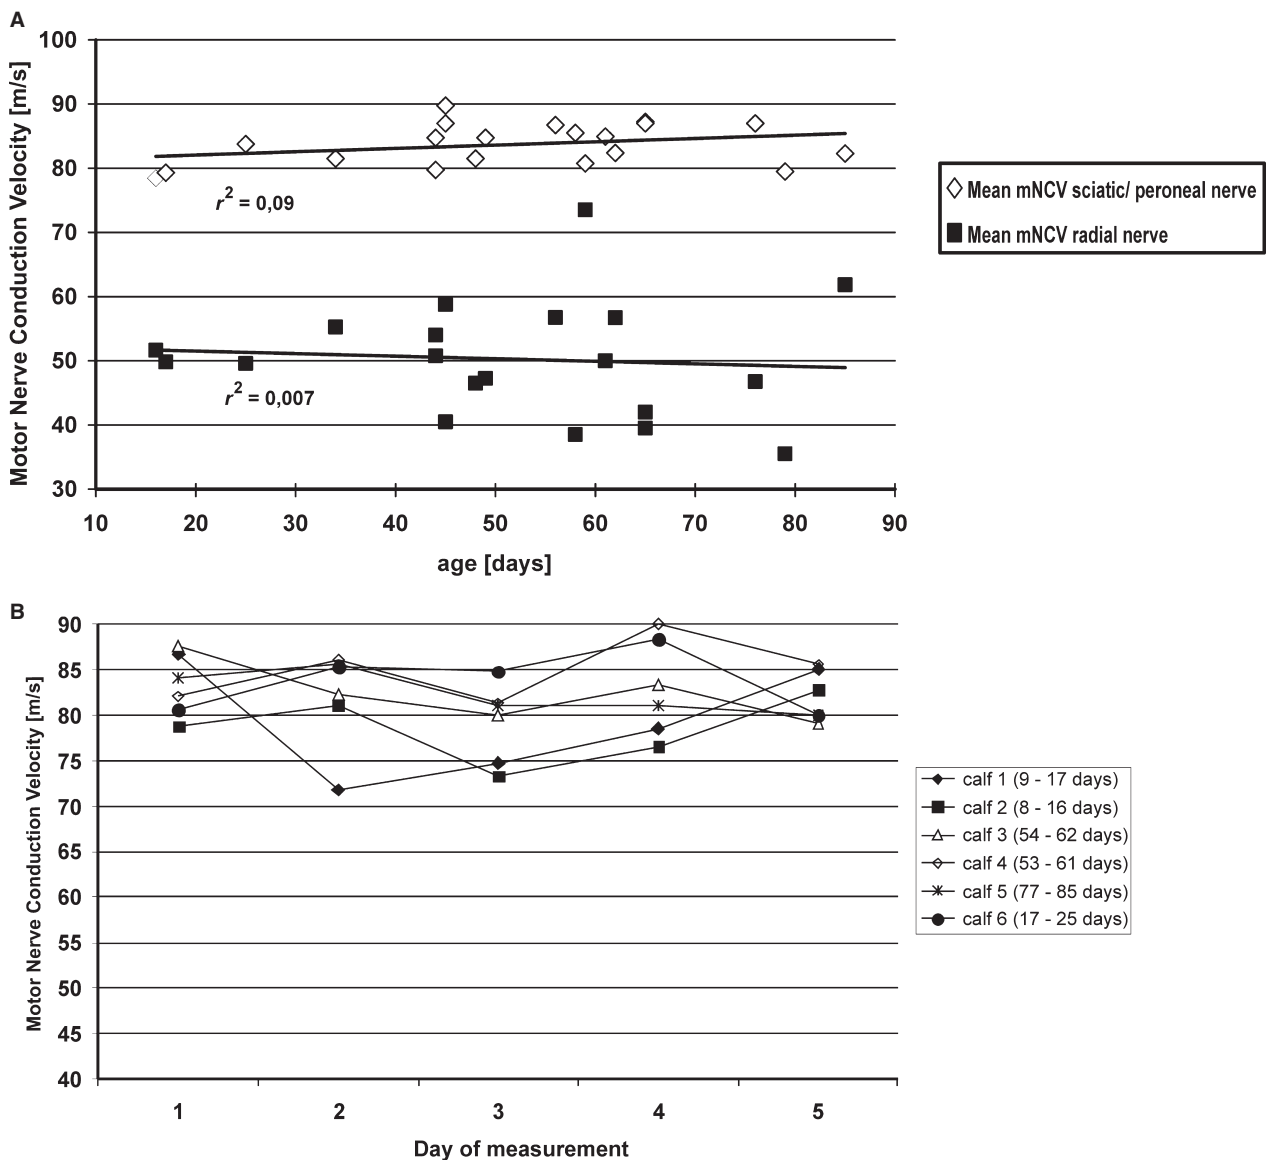 A
Motor Nerve Conduction Velocity [m/s]
100
90
80
70
60
50
40
30
r2 = 0,09
r2 = 0,007
10 20 30 40 50 60 70 80 90
age [days]
Mean mNCV sciatic/ peroneal nerve
Mean mNCV radial nerve
B
Motor Nerve Conduction Velocity [m/s]
90
85
80
75
70
65
60
55
50
45
40
1 2 3 4 5
Day of measurement
calf 1 (9 - 17 days)
calf 2 (8 - 16 days)
calf 3 (54 - 62 days)
calf 4 (53 - 61 days)
calf 5 (77 - 85 days)
calf 6 (17 - 25 days)